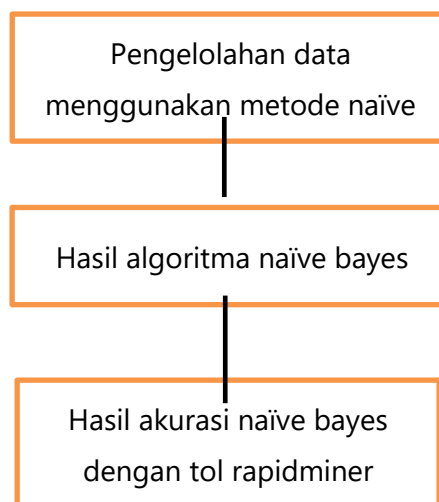 Pengelolahan data
menggunakan metode naïve
Hasil algoritma naïve bayes
Hasil akurasi naïve bayes
dengan tol rapidminer